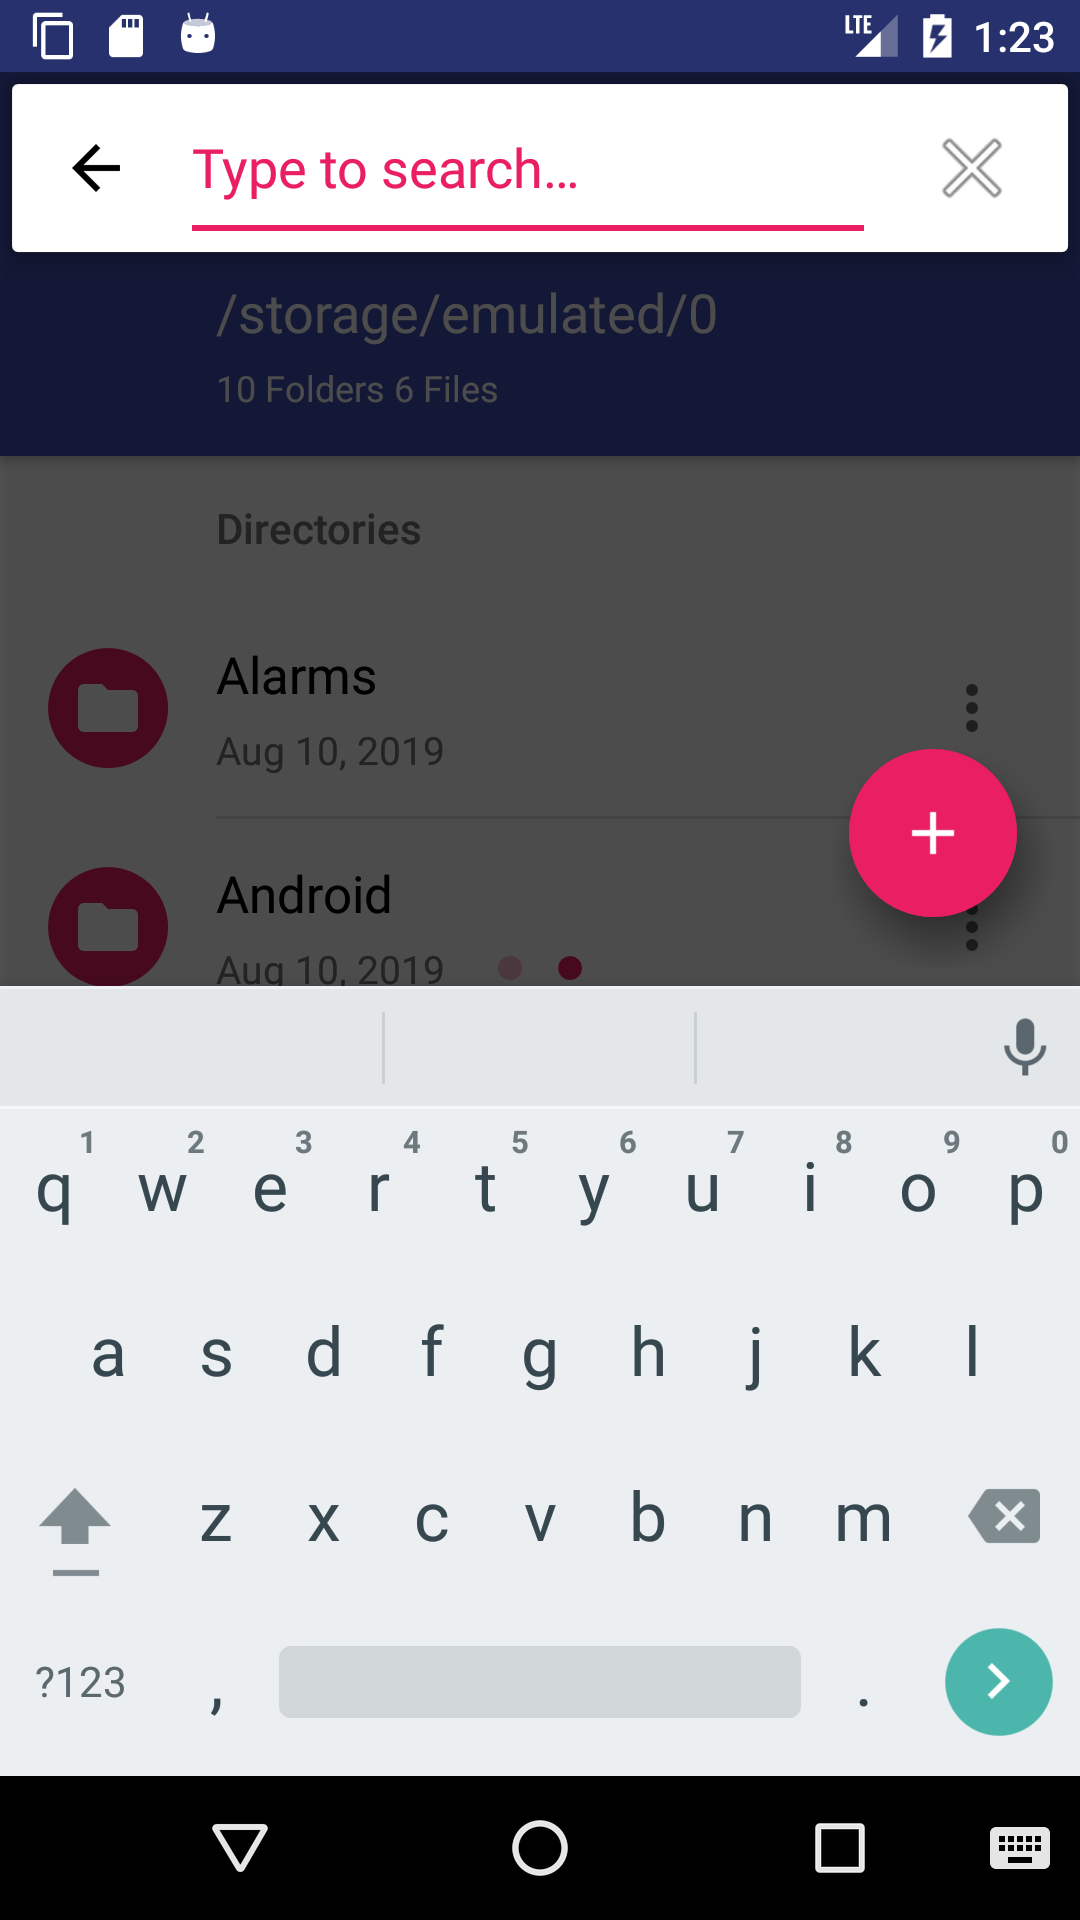 LTE 1:23
Type to search...
/storage/emulated/0
10 Folders 6 Files
Directories
Alarms
Aug 10, 2019
Android
Aug 10, 2019
1 2 3 4 5 6 7 8 9 0
q w e r t y u i o p
a s d f g h j k l
z x c v b n m
?123 , .